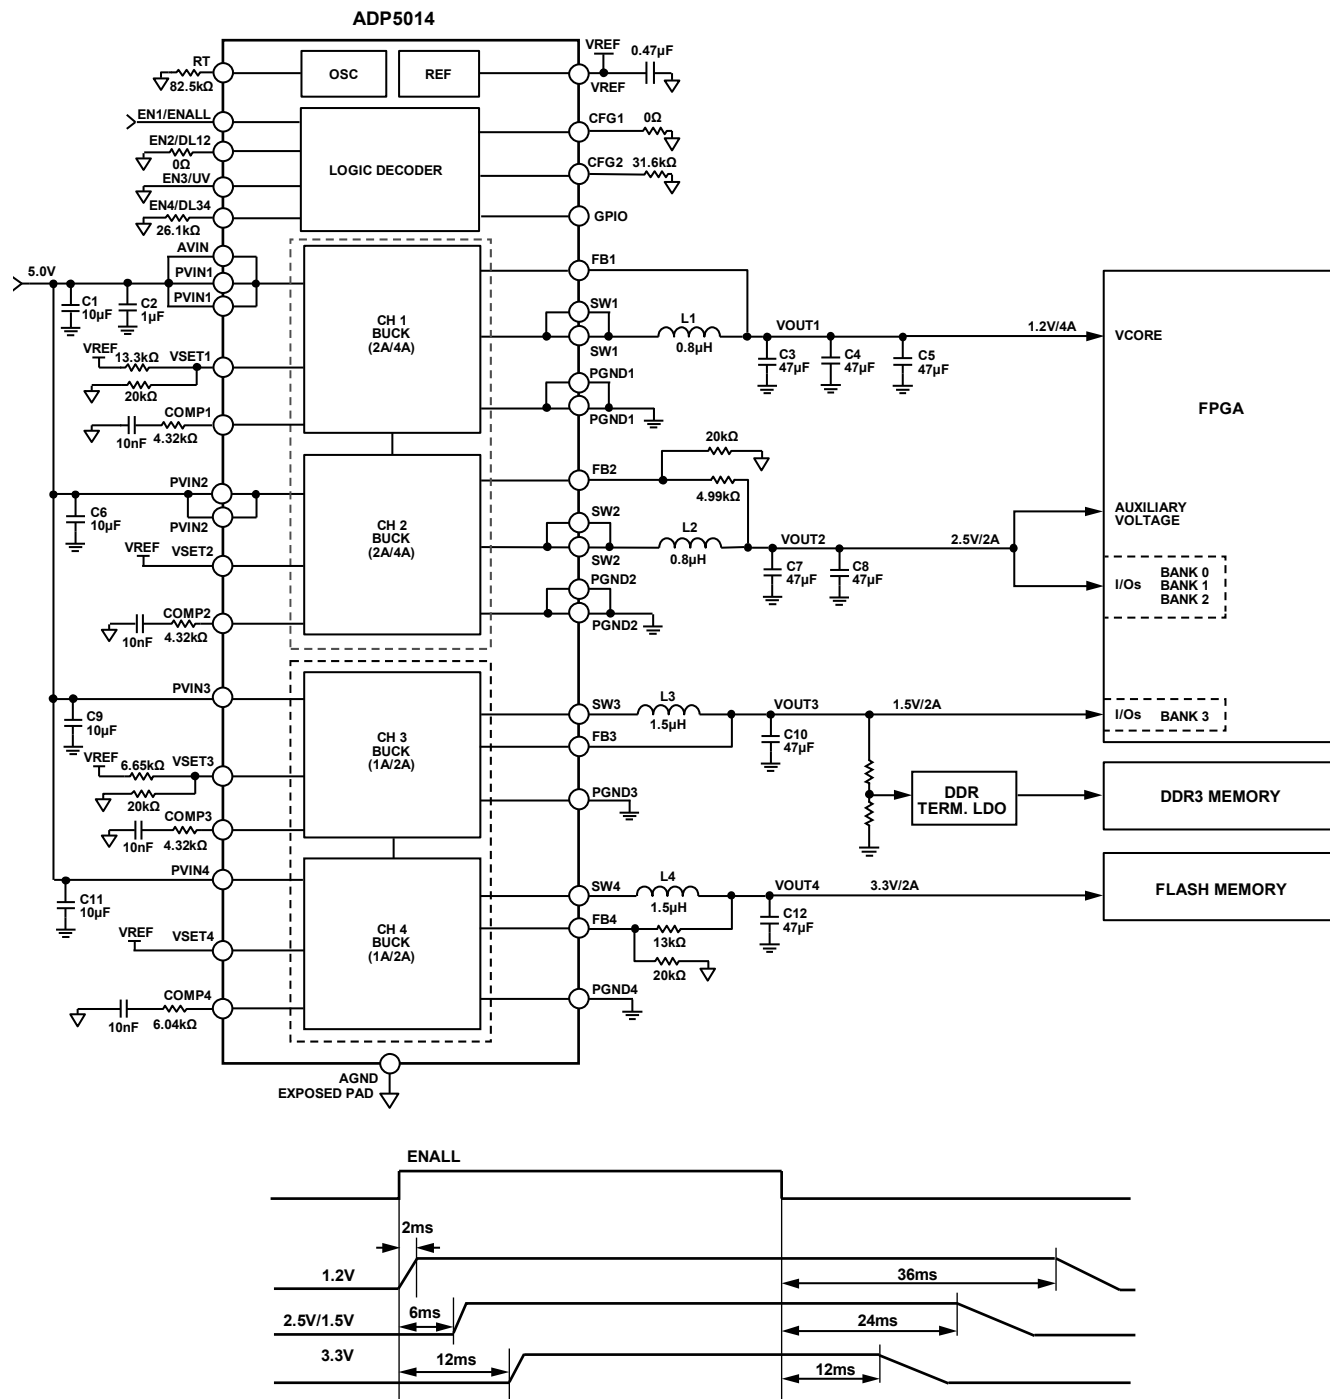 ADP5014
VREF
0.47µF
RT
OSC
REF
VREF
82.5kΩ
EN1/ENALL
CFG1
0Ω
EN2/DL12
0Ω
LOGIC DECODER
CFG2
31.6kΩ
EN3/UV
EN4/DL34
26.1kΩ
GPIO
AVIN
5.0V
PVIN1
PVIN1
C1
10µF
C2
1µF
FB1
SW1
SW1
CH 1
BUCK
(2A/4A)
L1
0.8µH
VOUT1
1.2V/4A
VCORE
C3
47µF
C4
47µF
C5
47µF
FPGA
VREF
13.3kΩ
VSET1
20kΩ
PGND1
PGND1
COMP1
10nF
4.32kΩ
20kΩ
FB2
4.99kΩ
PVIN2
PVIN2
C6
10µF
CH 2
BUCK
(2A/4A)
SW2
SW2
L2
0.8µH
VOUT2
2.5V/2A
AUXILIARY
VOLTAGE
C7
47µF
C8
47µF
I/Os
BANK 0
BANK 1
BANK 2
VREF
VSET2
PGND2
PGND2
COMP2
10nF
4.32kΩ
PVIN3
C9
10µF
CH 3
BUCK
(1A/2A)
SW3
L3
1.5µH
FB3
VOUT3
1.5V/2A
I/Os
BANK 3
C10
47µF
VREF
6.65kΩ
VSET3
20kΩ
PGND3
DDR
TERM. LDO
DDR3 MEMORY
COMP3
10nF
4.32kΩ
PVIN4
C11
10µF
CH 4
BUCK
(1A/2A)
SW4
L4
1.5µH
FB4
13kΩ
20kΩ
VOUT4
3.3V/2A
FLASH MEMORY
C12
47µF
VREF
VSET4
COMP4
10nF
6.04kΩ
PGND4
AGND
EXPOSED PAD
ENALL
2ms
1.2V
36ms
2.5V/1.5V
6ms
24ms
3.3V
12ms
12ms